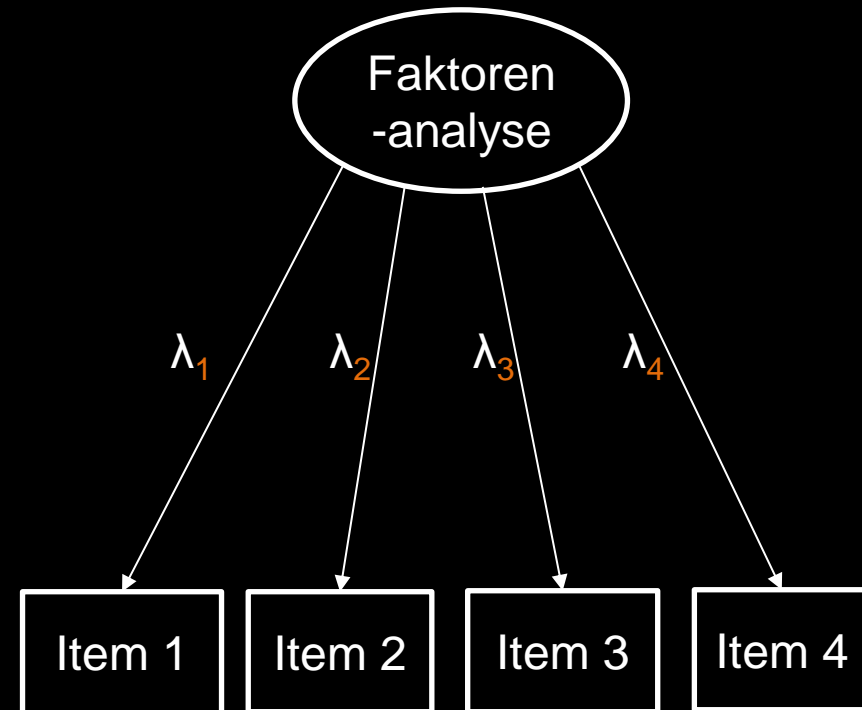 Faktoren
-analyse
λ1 λ2 λ3 λ4
Item 1 Item 2 Item 3 Item 4